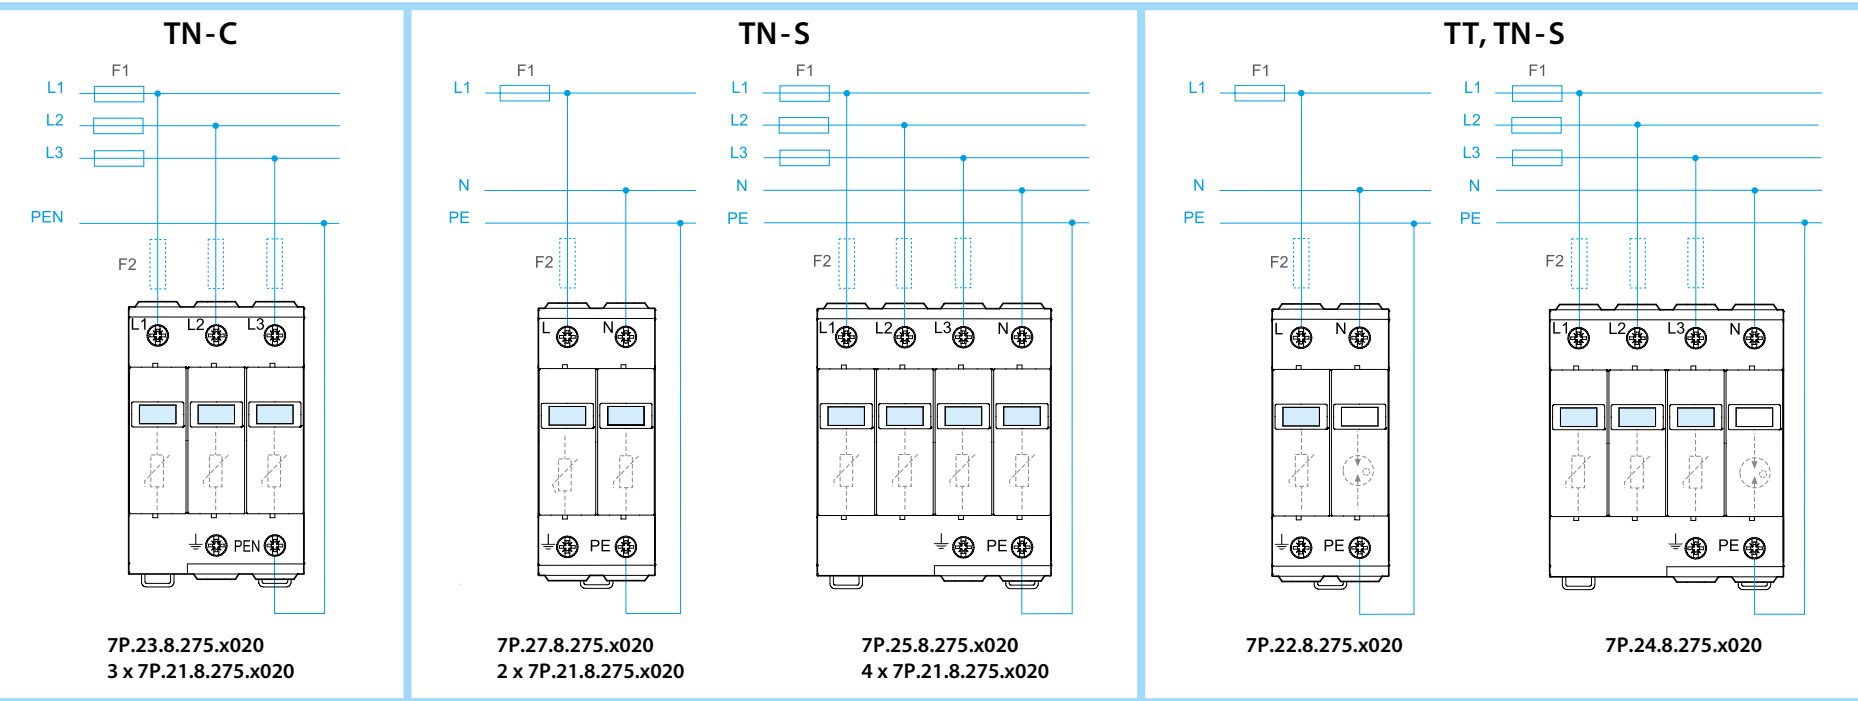 TN-C
F1
L1
L2
L3
PEN
F2
L1 L2 L3
PEN
7P.23.8.275.x020
3 x 7P.21.8.275.x020
TN-S
F1
L1
N
PE
F2
L N
PE
7P.27.8.275.x020
2 x 7P.21.8.275.x020
F1
L1
L2
L3
N
PE
F2
L1 L2 L3 N
PE
7P.25.8.275.x020
4 x 7P.21.8.275.x020
TT, TN-S
F1
L1
N
PE
F2
L N
PE
7P.22.8.275.x020
F1
L1
L2
L3
N
PE
F2
L1 L2 L3 N
PE
7P.24.8.275.x020